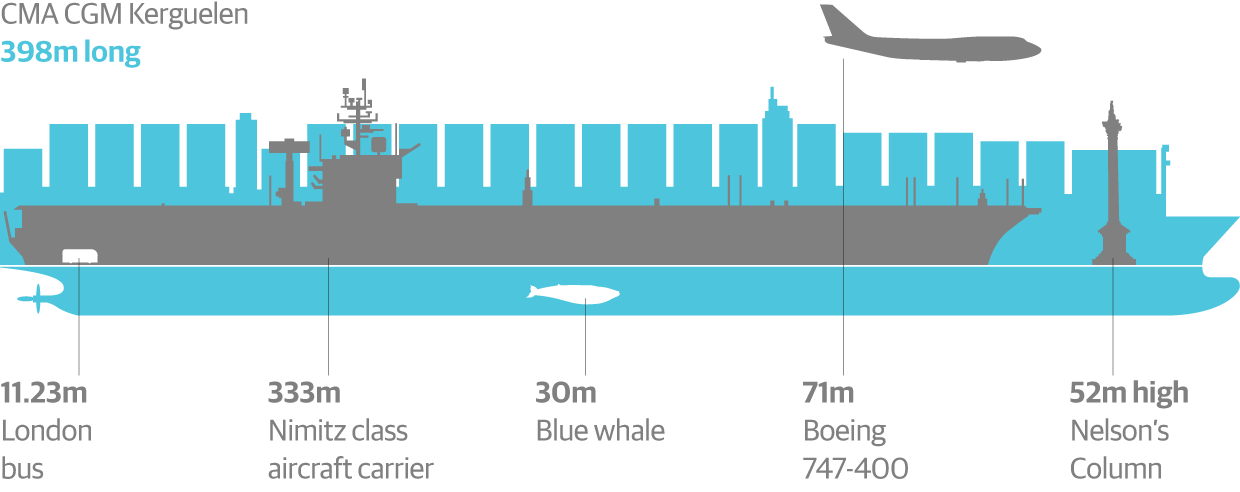 CMA CGM Kerguelen
398m long
11.23m
London
bus
333m
Nimitz class
aircraft carrier
30m
Blue whale
71m
Boeing
747-400
52m high
Nelson’s
Column